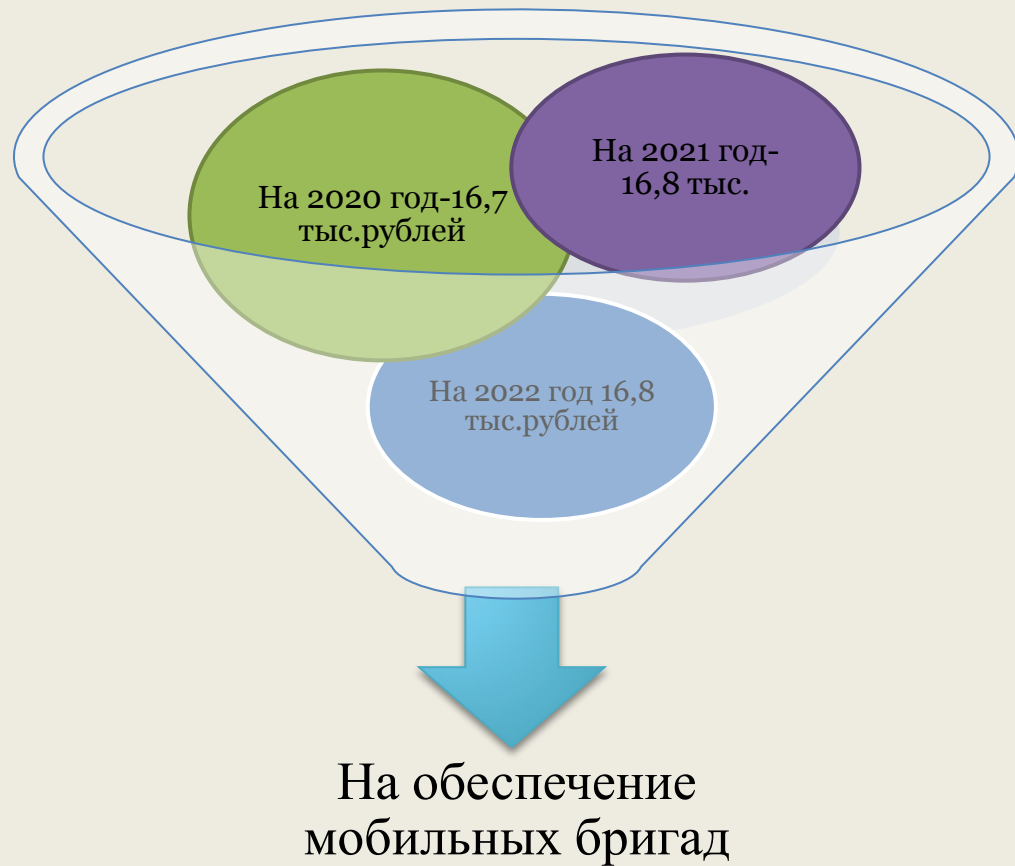 На 2020 год-16,7
тыс.рублей
На 2021 год-
16,8 тыс.
На 2022 год 16,8
тыс.рублей
На обеспечение
мобильных бригад